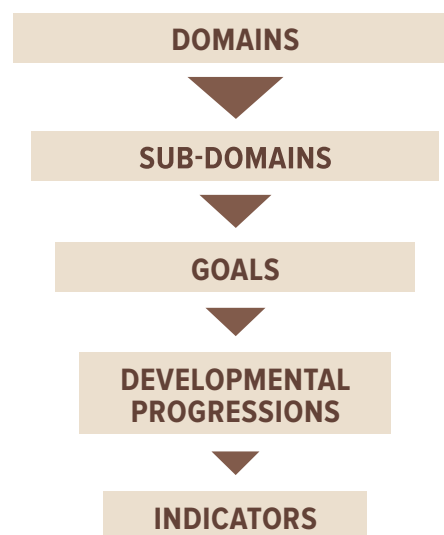 DOMAINS
SUB-DOMAINS
GOALS
DEVELOPMENTAL
PROGRESSIONS
INDICATORS